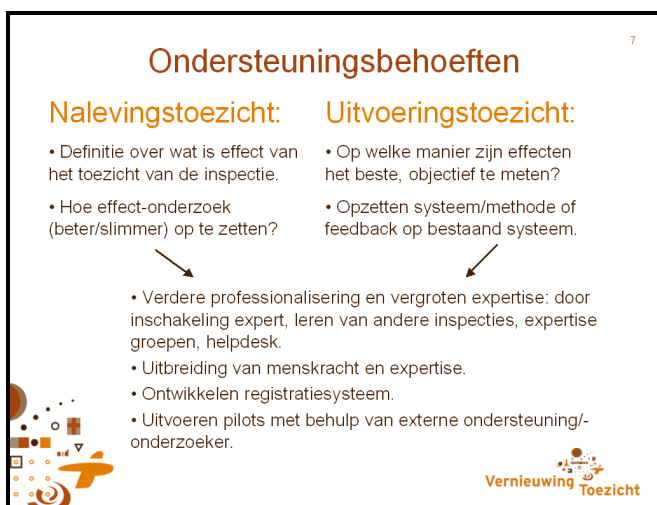 7
Ondersteuningsbehoeften
Nalevingstoezicht:
• Definitie over wat is effect van
het toezicht van de inspectie.
• Hoe effect-onderzoek
(beter/slimmer) op te zetten?
Uitvoeringstoezicht:
• Op welke manier zijn effecten
het beste, objectief te meten?
• Opzetten systeem/methode of
feedback op bestaand systeem.
• Verdere professionalisering en vergroten expertise: door
inschakeling expert, leren van andere inspecties, expertise
groepen, helpdesk.
• Uitbreiding van menskracht en expertise.
• Ontwikkelen registratiesysteem.
• Uitvoeren pilots met behulp van externe ondersteuning/-
onderzoeker.
Vernieuwing Toezicht